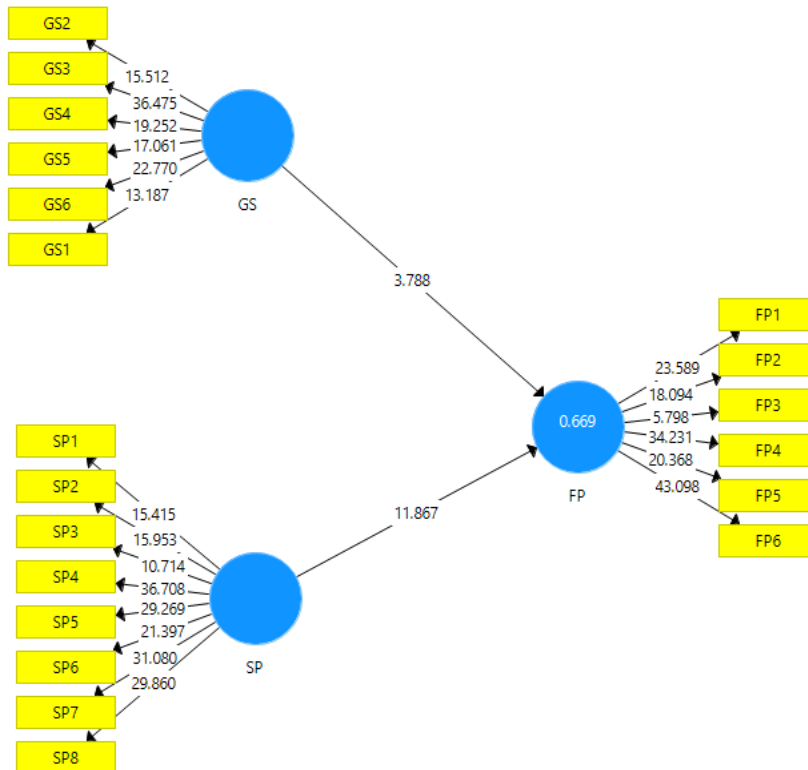 GS2
GS3
GS4
GS5
GS6
GS1
15.512
36.475
19.252
17.061
22.770
13.187
GS
3.788
FP1
FP2
FP3
FP4
FP5
FP6
23.589
18.094
5.798
34.231
20.368
43.098
0.669
FP
11.867
SP1
SP2
SP3
SP4
SP5
SP6
SP7
SP8
15.415
15.953
10.714
36.708
29.269
21.397
31.080
29.860
SP